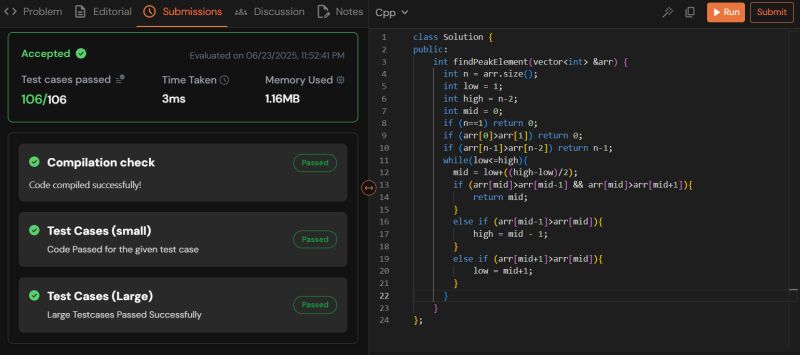 Problem Editorial Submissions Discussion Notes
Accepted
Evaluated on 06/23/2025, 11:52:41 PM
Test cases passed Time Taken Memory Used
106/106 3ms 1.16MB
Compilation check
Passed
Code compiled successfully!
Test Cases (small)
Passed
Code Passed for the given test case
Test Cases (Large)
Passed
Large Testcases Passed Successfully
Cpp Run Submit
1 class Solution {
2 public:
3     int findPeakElement(vector<int> &arr) {
4       int n = arr.size();
5       int low = 1;
6       int high = n-2;
7       int mid = 0;
8       if (n==1) return 0;
9       if (arr[0]>arr[1]) return 0;
10       if (arr[n-1]>arr[n-2]) return n-1;
11       while(low<=high){
12         mid = low+((high-low)/2);
13         if (arr[mid]>arr[mid-1] && arr[mid]>arr[mid+1]){
14             return mid;
15         }
16         else if (arr[mid-1]>arr[mid]){
17             high = mid - 1;
18         }
19         else if (arr[mid+1]>arr[mid]){
20             low = mid+1;
21         }
22       }
23     }
24 };